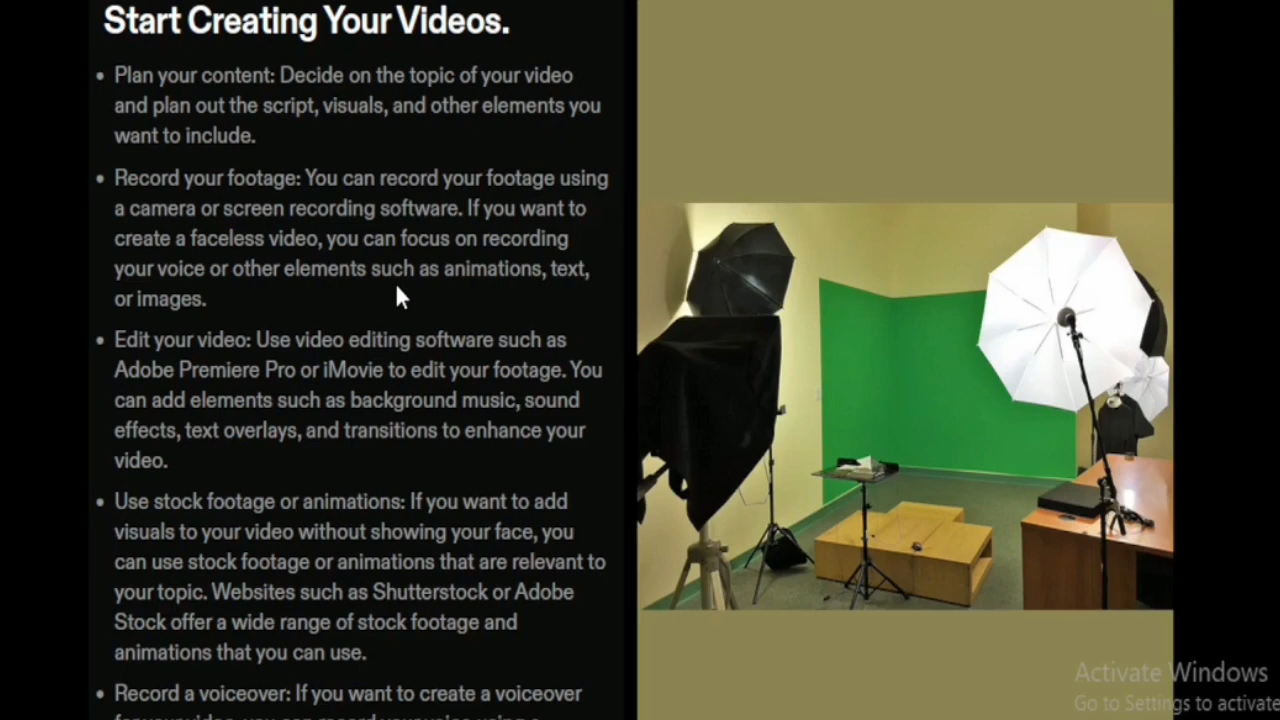 Start Creating Your Videos.
• Plan your content: Decide on the topic of your video
and plan out the script, visuals, and other elements you
want to include.
• Record your footage: You can record your footage using
a camera or screen recording software. If you want to
create a faceless video, you can focus on recording
your voice or other elements such as animations, text,
or images.
• Edit your video: Use video editing software such as
Adobe Premiere Pro or iMovie to edit your footage. You
can add elements such as background music, sound
effects, text overlays, and transitions to enhance your
video.
• Use stock footage or animations: If you want to add
visuals to your video without showing your face, you
can use stock footage or animations that are relevant to
your topic. Websites such as Shutterstock or Adobe
Stock offer a wide range of stock footage and
animations that you can use.
• Record a voiceover: If you want to create a voiceover
Activate Windows
Go to Settings to activate